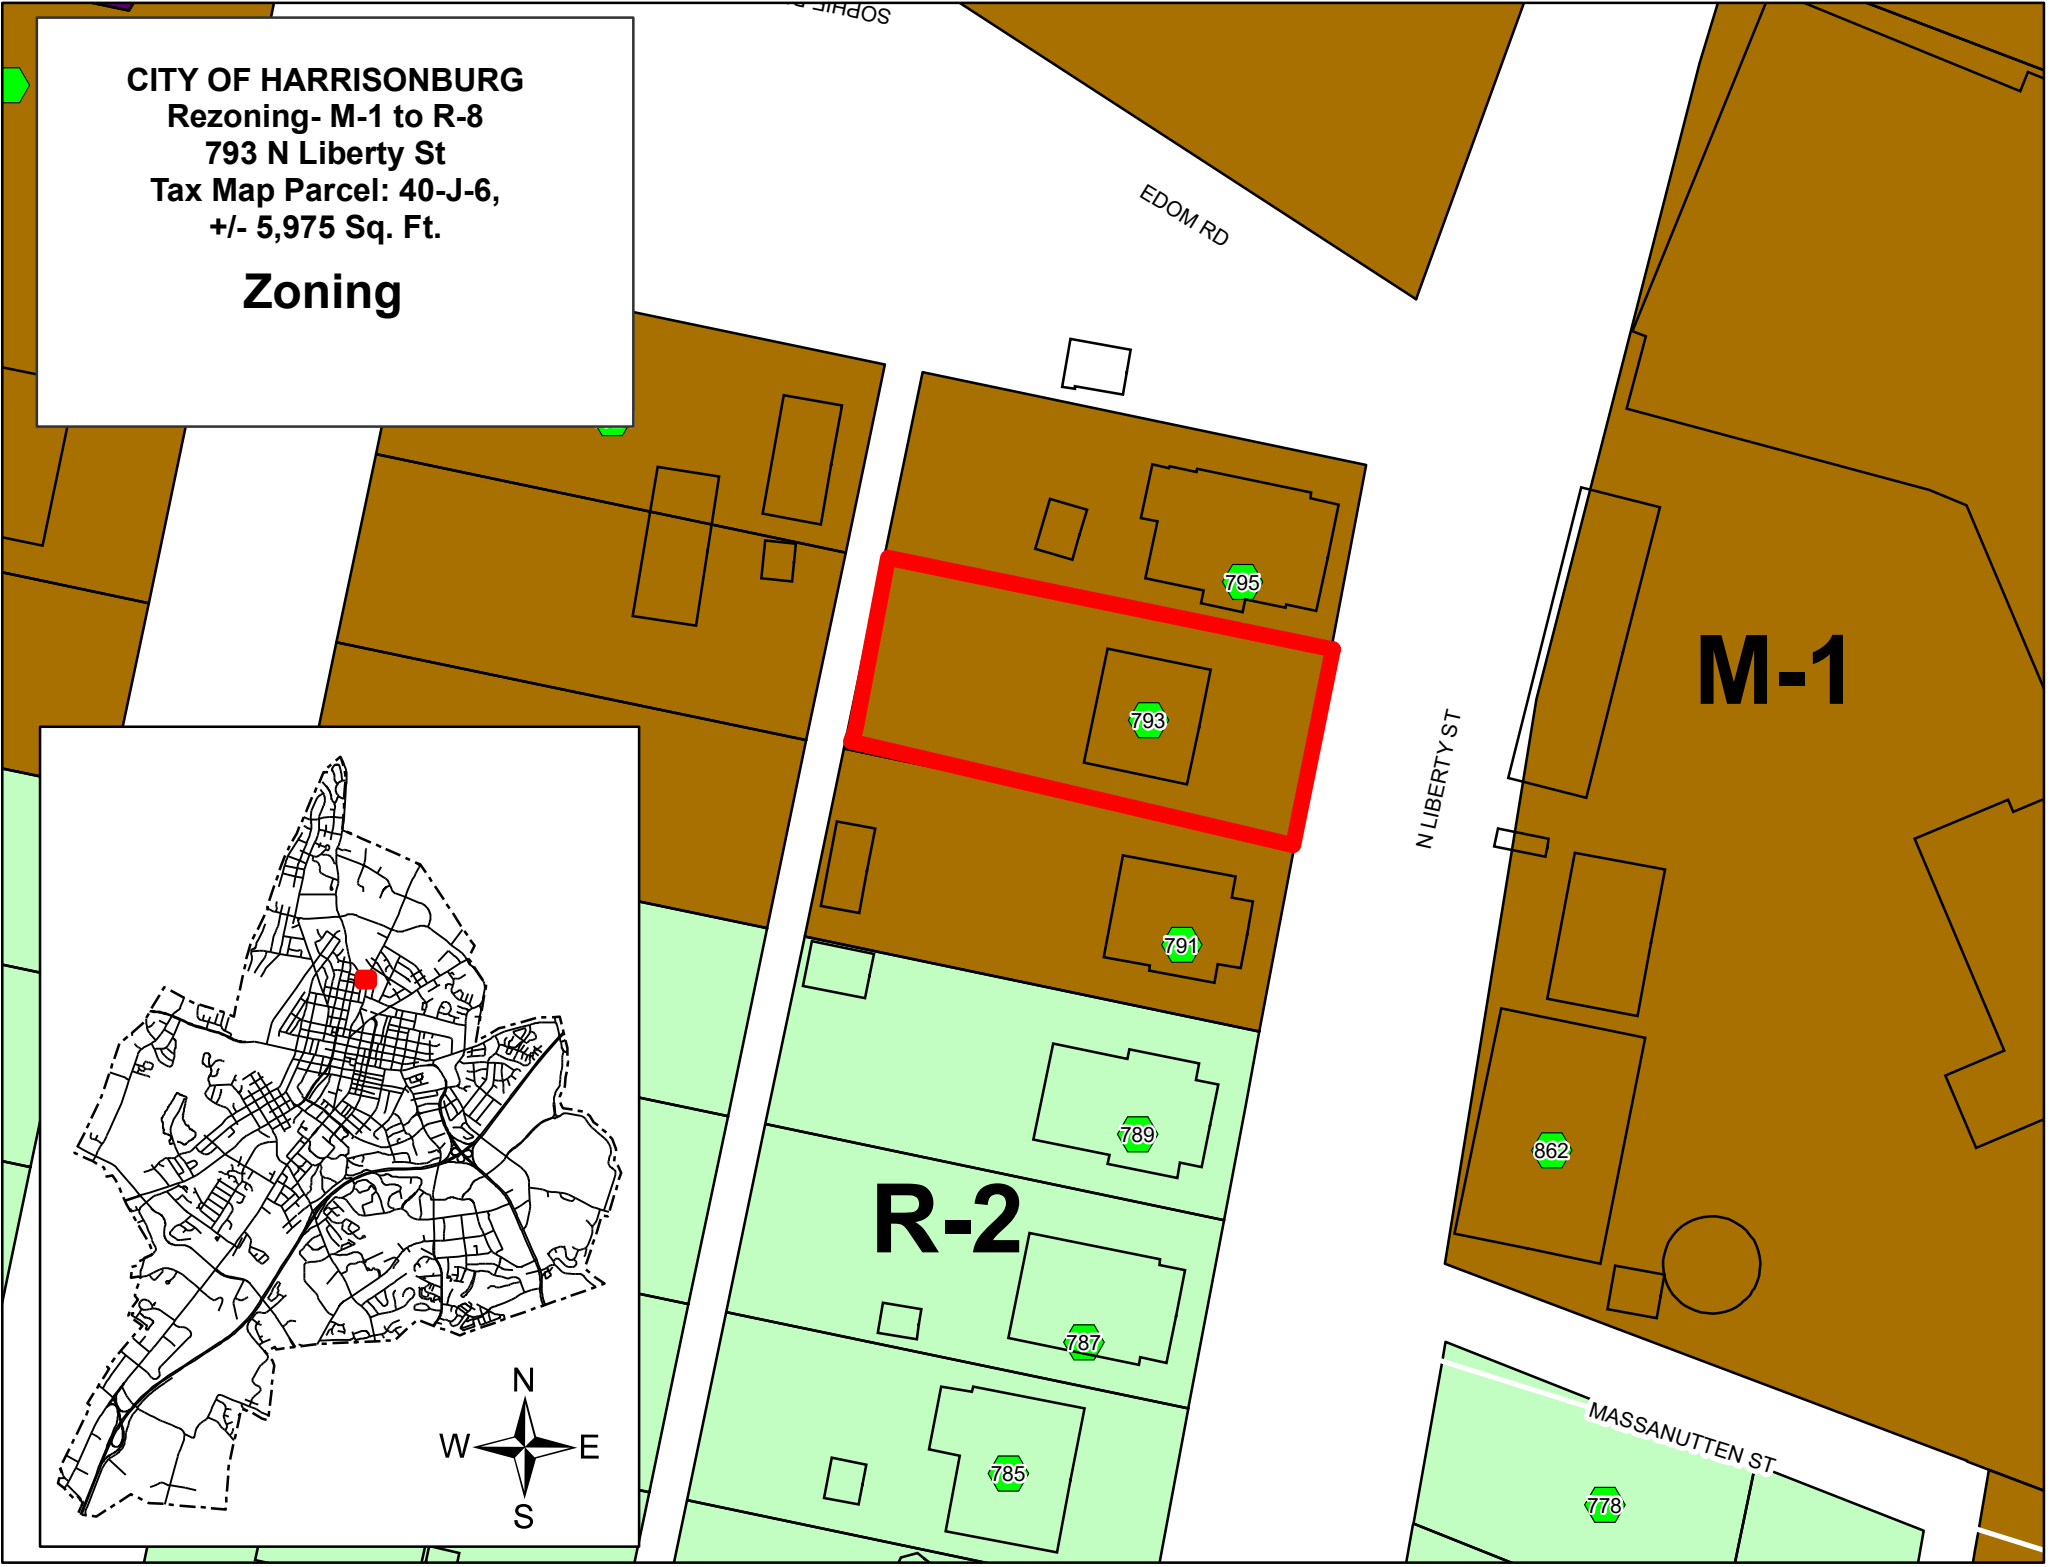 SOPHIE
CITY OF HARRISONBURG
Rezoning- M-1 to R-8
793 N Liberty St
Tax Map Parcel: 40-J-6,
+/- 5,975 Sq. Ft.
Zoning
EDOM RD
795
M-1
793
N LIBERTY ST
791
789
862
R-2
787
N
W E
S
MASSANUTTEN ST
785
778